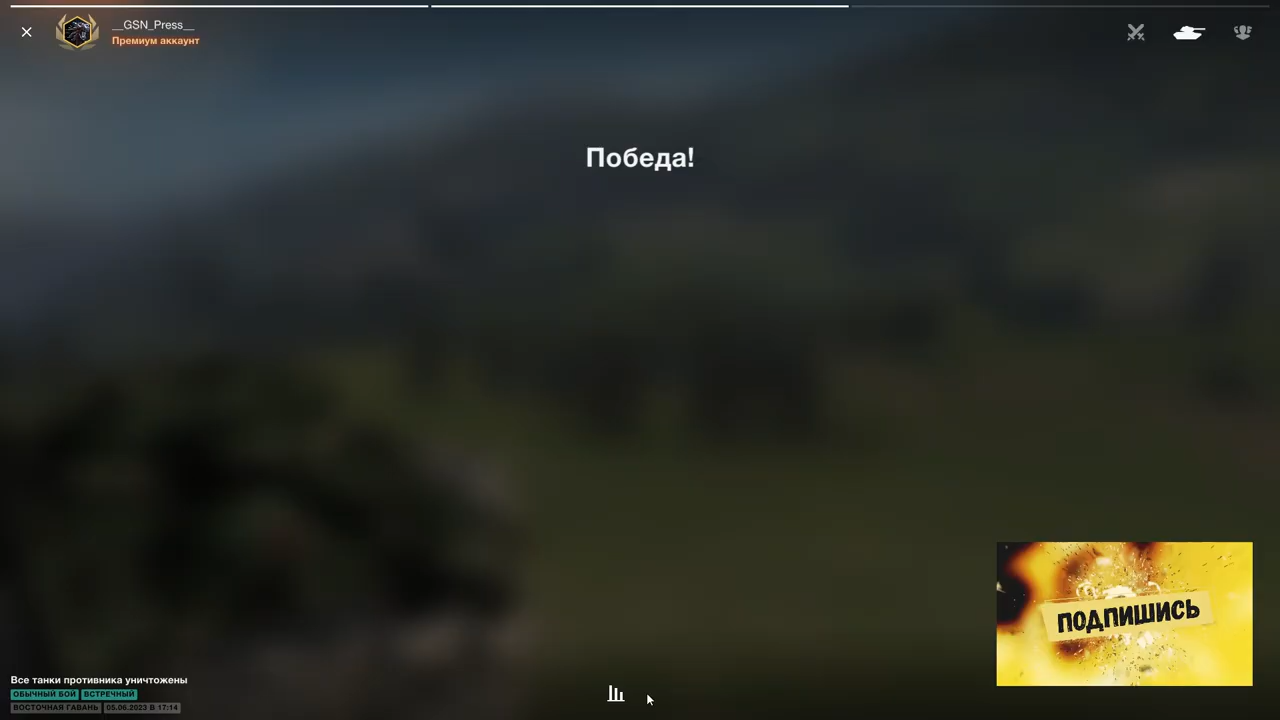 __GSN_Press__
Премиум аккаунт
Победа!
ПОДПИШИСЬ
Все танки противника уничтожены
ОБЫЧНЫЙ БОЙ ВСТРЕЧНЫЙ
ВОСТОЧНАЯ ГАВАНЬ 05.06.2023 В 17:14